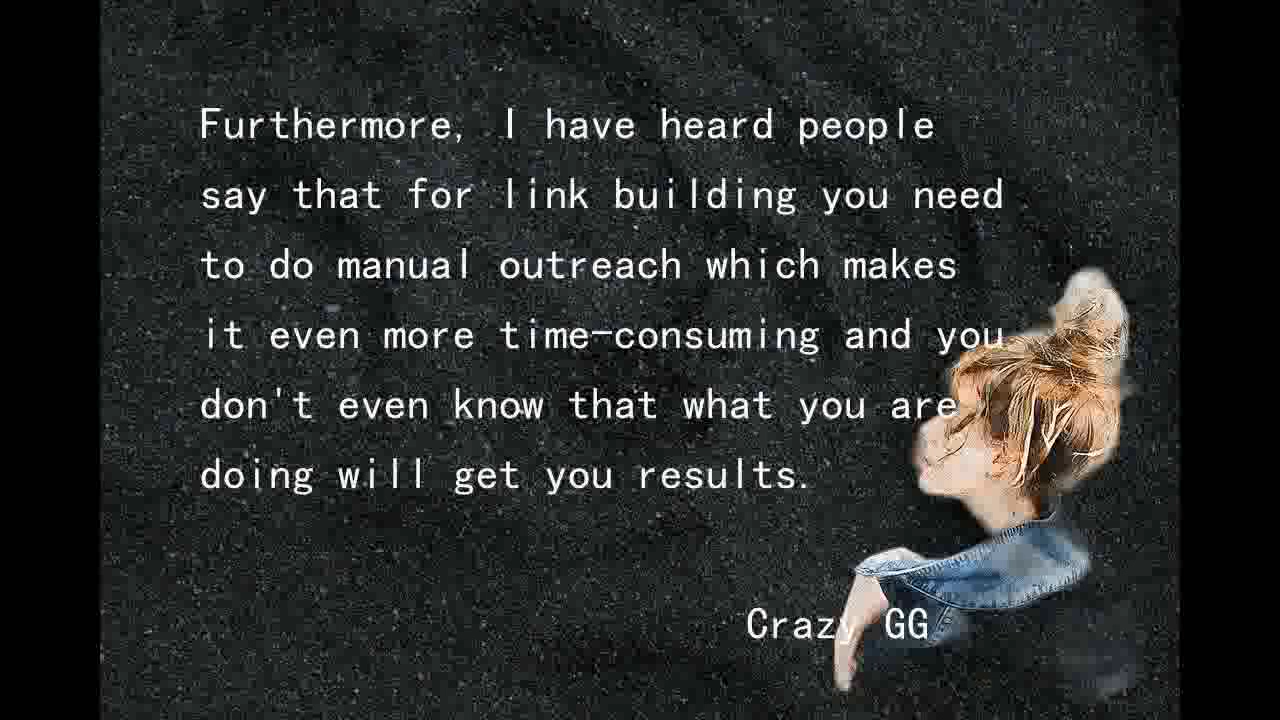 Furthermore, I have heard people
say that for link building you need
to do manual outreach which makes
it even more time-consuming and you
don't even know that what you are
doing will get you results.
Crazy GG